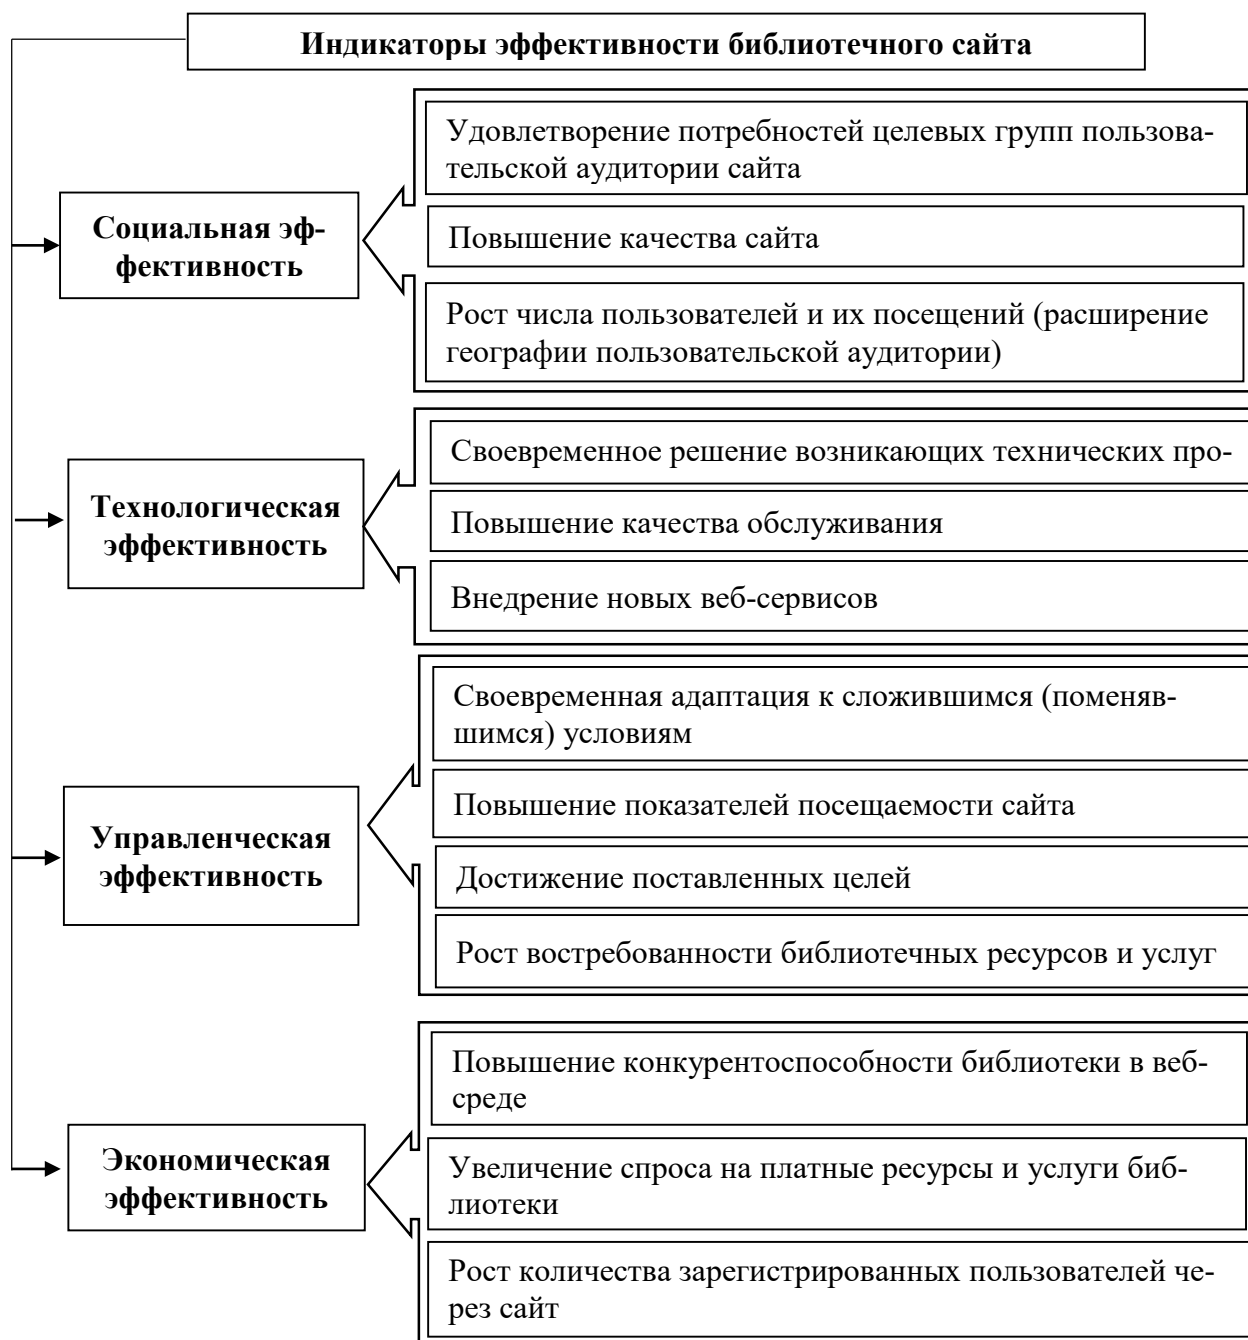 Индикаторы эффективности библиотечного сайта
Социальная эф-
фективность
Удовлетворение потребностей целевых групп пользова-
тельской аудитории сайта
Повышение качества сайта
Рост числа пользователей и их посещений (расширение
географии пользовательской аудитории)
Технологическая
эффективность
Своевременное решение возникающих технических про-
Повышение качества обслуживания
Внедрение новых веб-сервисов
Управленческая
эффективность
Своевременная адаптация к сложившимся (поменяв-
шимся) условиям
Повышение показателей посещаемости сайта
Достижение поставленных целей
Рост востребованности библиотечных ресурсов и услуг
Экономическая
эффективность
Повышение конкурентоспособности библиотеки в веб-
среде
Увеличение спроса на платные ресурсы и услуги биб-
лиотеки
Рост количества зарегистрированных пользователей че-
рез сайт